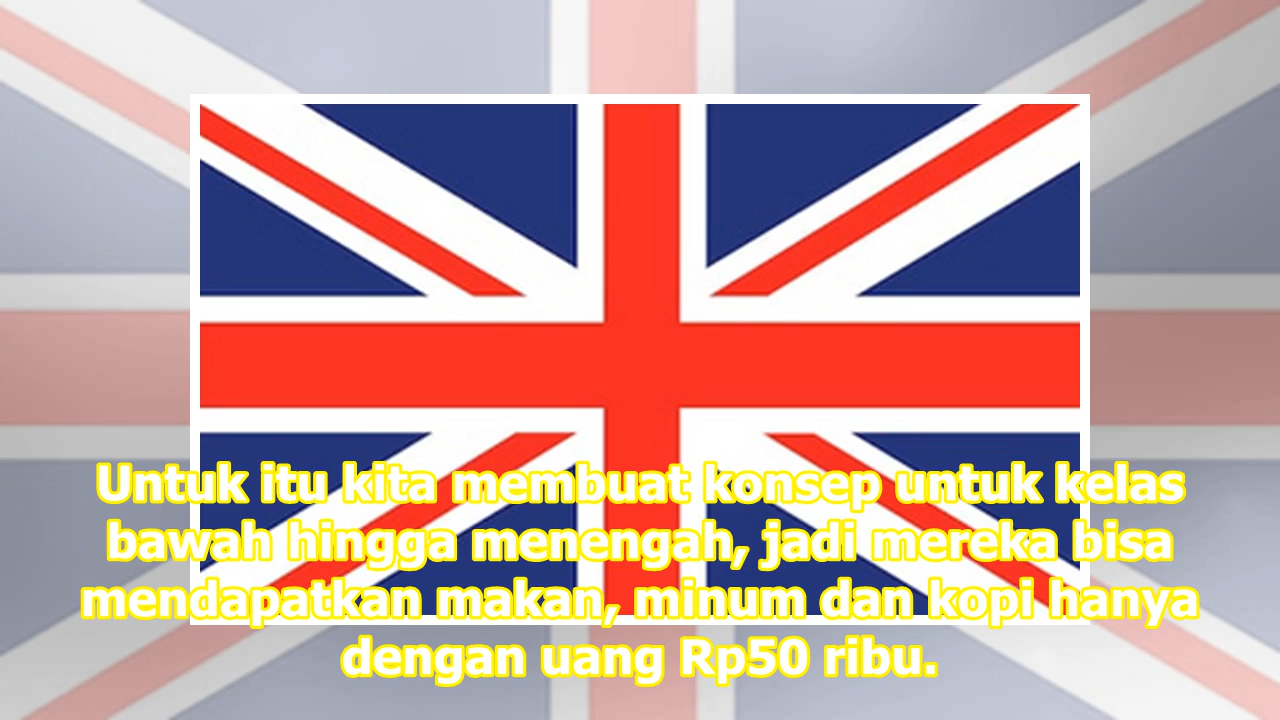 Untuk itu kita membuat konsep untuk kelas
bawah hingga menengah, jadi mereka bisa
mendapatkan makan, minum dan kopi hanya
dengan uang Rp50 ribu.